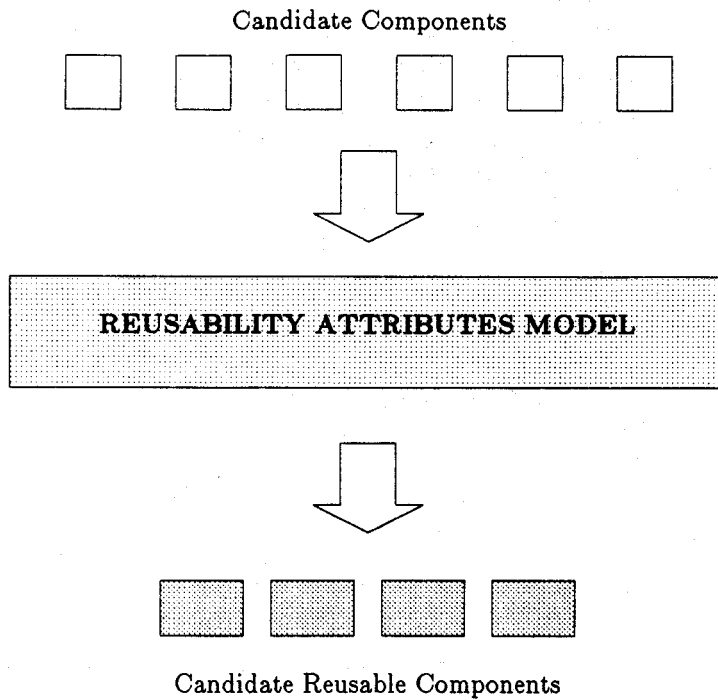 Candidate Components
REUSABILITY ATTRIBUTES MODEL
Candidate Reusable Components